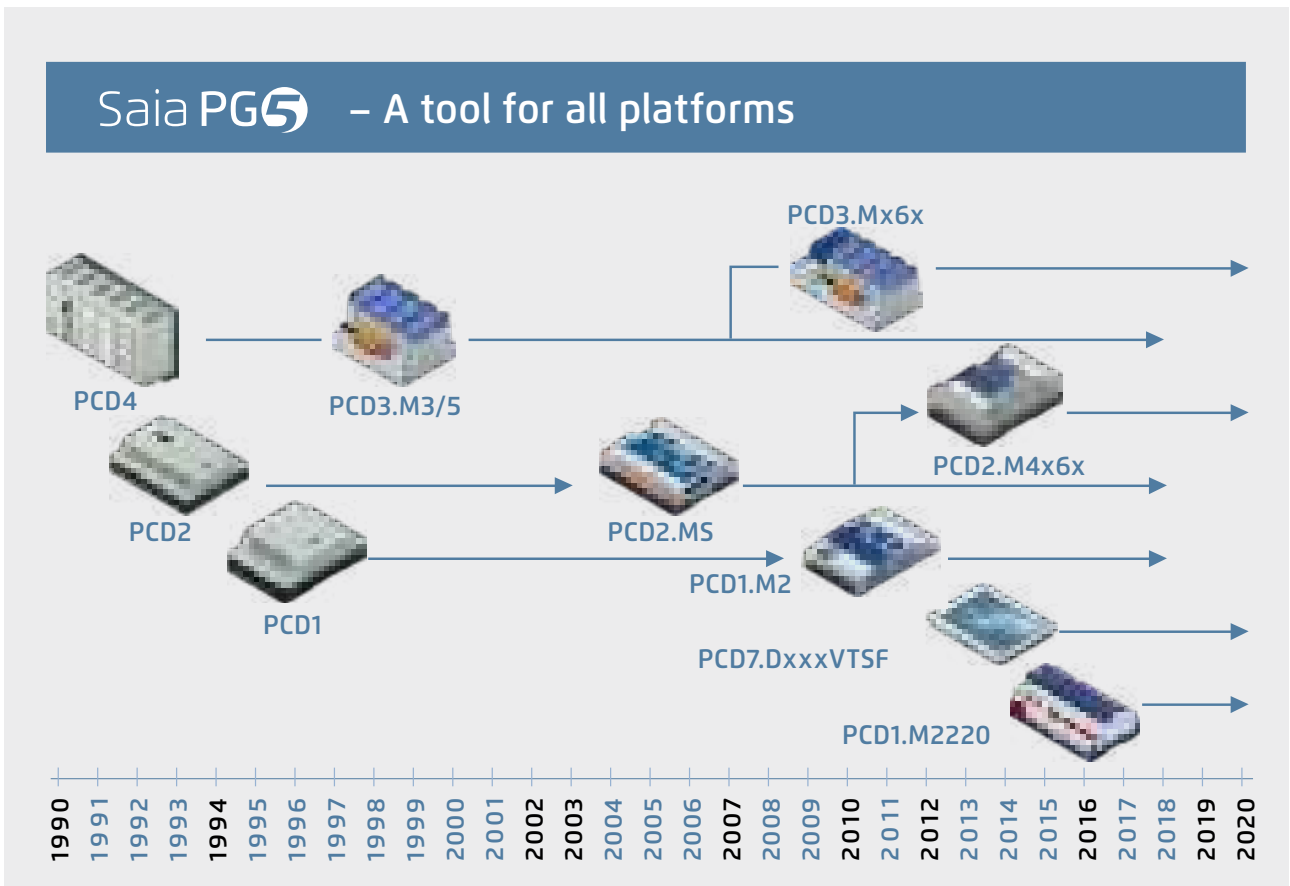 Saia PG5 – A tool for all platforms
PCD3.Mx6x
PCD4
PCD3.M3/5
PCD2.M4x6x
PCD2
PCD2.MS
PCD1.M2
PCD1
PCD7.DxxxVTSF
PCD1.M2220
1990
1991
1992
1993
1994
1995
1996
1997
1998
1999
2000
2001
2002
2003
2004
2005
2006
2007
2008
2009
2010
2011
2012
2013
2014
2015
2016
2017
2018
2019
2020